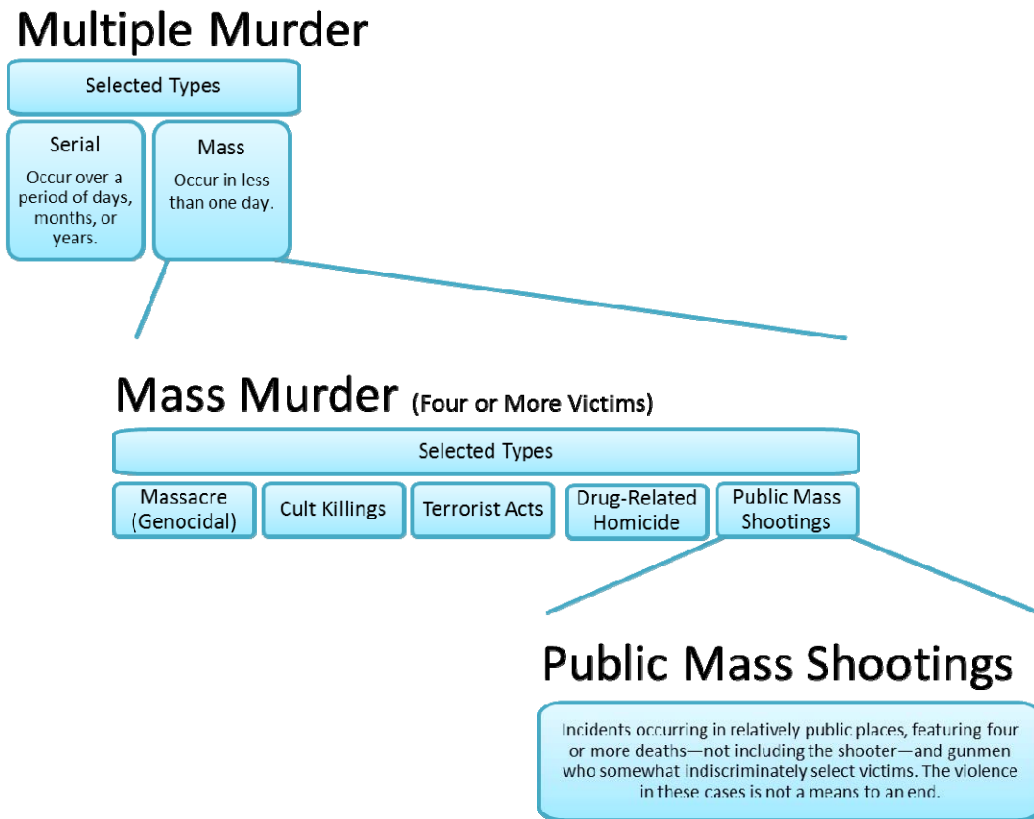 Multiple Murder
Selected Types
Serial
Occur over a
period of days,
months, or
years.
Mass
Occur in less
than one day.
Mass Murder (Four or More Victims)
Selected Types
Massacre
(Genocidal)
Cult Killings
Terrorist Acts
Drug-Related
Homicide
Public Mass
Shootings
Public Mass Shootings
Incidents occurring in relatively public places, featuring four
or more deaths—not including the shooter—and gunmen
who somewhat indiscriminately select victims. The violence
in these cases is not a means to an end.